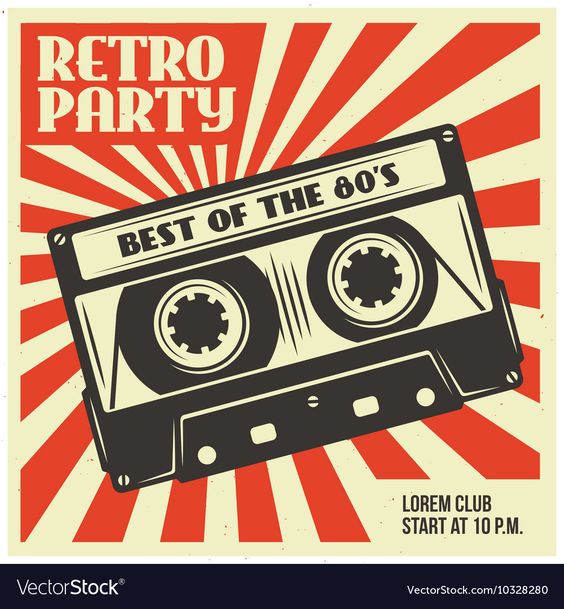 RETRO
PARTY
BEST OF THE 80'S
LOREM CLUB
START AT 10 P.M.
VectorStock®
VectorStock.com/10328280